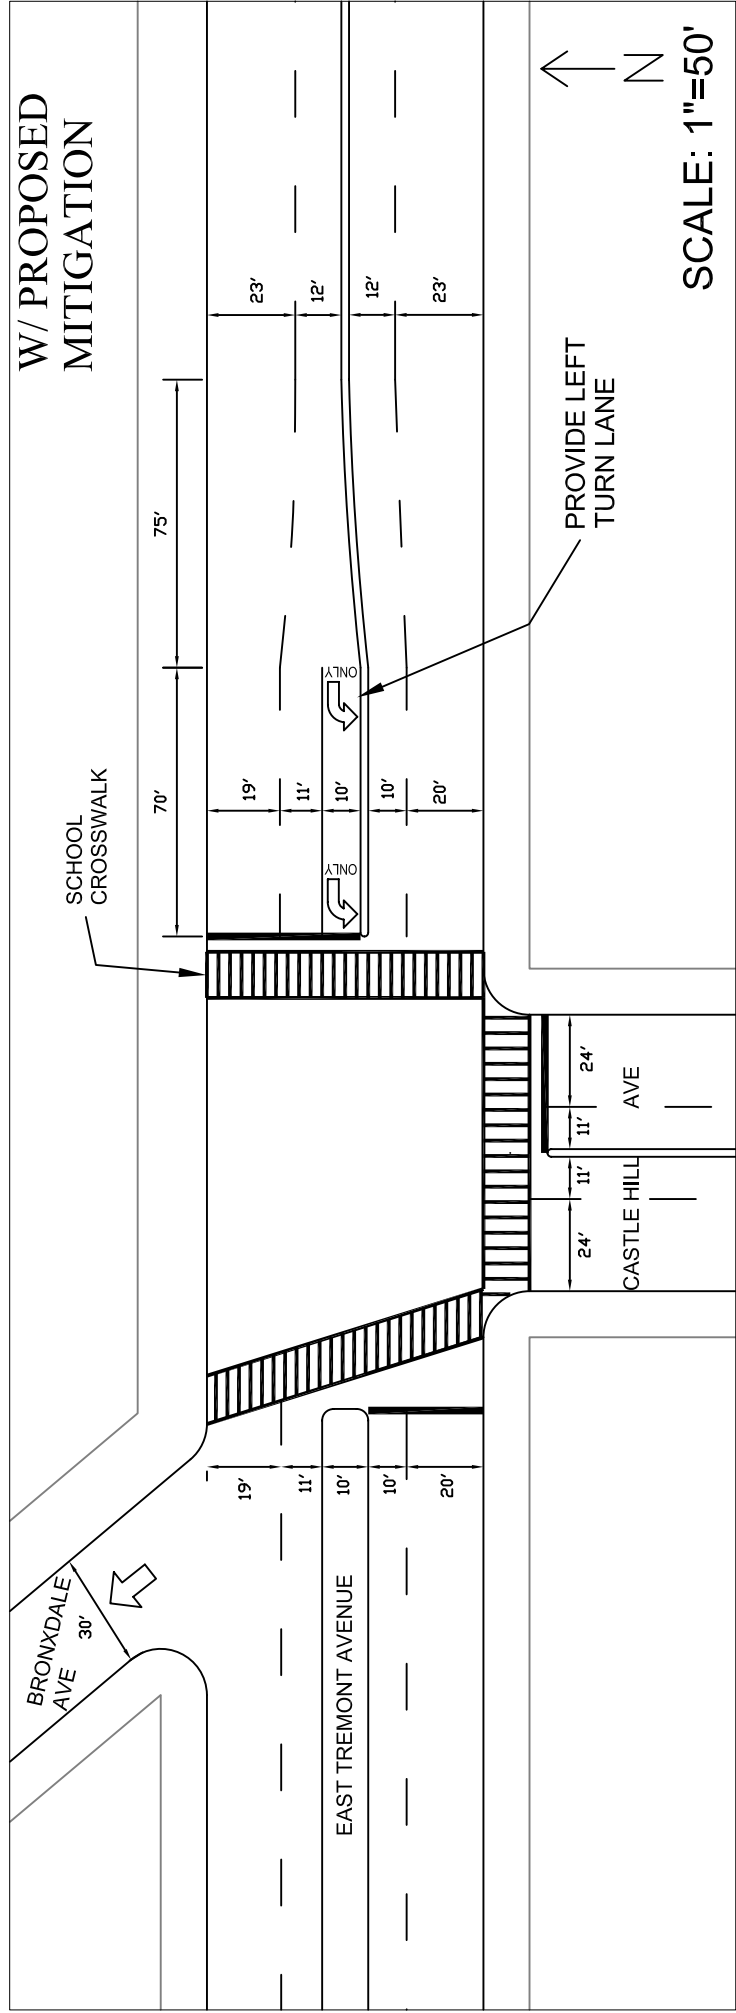 W/ PROPOSED
MITIGATION
SCHOOL
CROSSWALK
70'
75'
23'
12'
12'
23'
19'
11'
10'
10'
20'
ONLY
ONLY
PROVIDE LEFT
TURN LANE
N
SCALE: 1"=50'
BRONXDALE
AVE
30'
19'
11'
10'
10'
20'
EAST TREMONT AVENUE
24'
11'
11'
24'
CASTLE HILL AVE